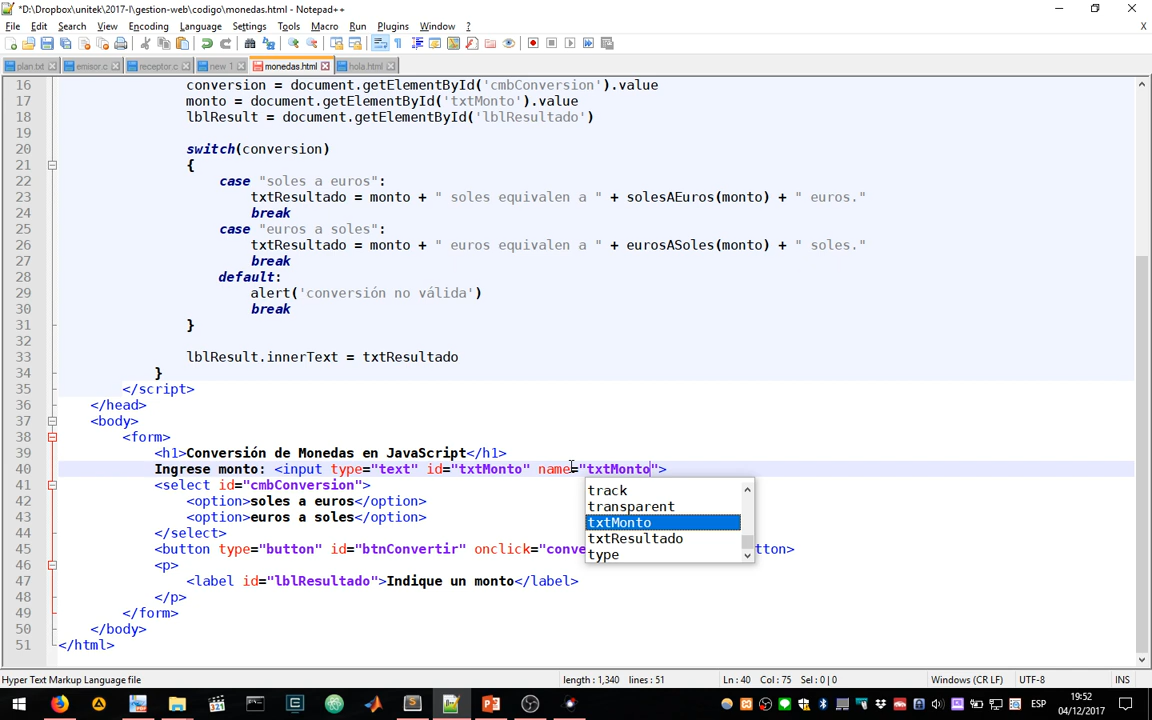 *D:\Dropbox\unitek\2017-I\gestion-web\codigo\monedas.html - Notepad++
File Edit Search View Encoding Language Settings Tools Macro Run Plugins Window ? X
plan.txt emisor.c receptor.c new 1 monedas.html hola.html
16 conversion = document.getElementById('cmbConversion').value
17 monto = document.getElementById('txtMonto').value
18 lblResult = document.getElementById('lblResultado')
19
20 switch(conversion)
21 {
22 case "soles a euros":
23 txtResultado = monto + " soles equivalen a " + solesAEuros(monto) + " euros."
24 break
25 case "euros a soles":
26 txtResultado = monto + " euros equivalen a " + eurosASoles(monto) + " soles."
27 break
28 default:
29 alert('conversión no válida')
30 break
31 }
32
33 lblResult.innerText = txtResultado
34 }
35 </script>
36 </head>
37 <body>
38 <form>
39 <h1>Conversión de Monedas en JavaScript</h1>
40 Ingrese monto: <input type="text" id="txtMonto" name="txtMonto">
41 <select id="cmbConversion">
42 <option>soles a euros</option>
43 <option>euros a soles</option>
44 </select>
45 <button type="button" id="btnConvertir" onclick="conve tton>
46 <p>
47 <label id="lblResultado">Indique un monto</label>
48 </p>
49 </form>
50 </body>
51 </html>
track
transparent
txtMonto
txtResultado
type
Hyper Text Markup Language file length : 1,340 lines : 51 Ln : 40 Col : 75 Sel : 0 | 0 Windows (CR LF) UTF-8 INS
321
ESP
19:52
04/12/2017